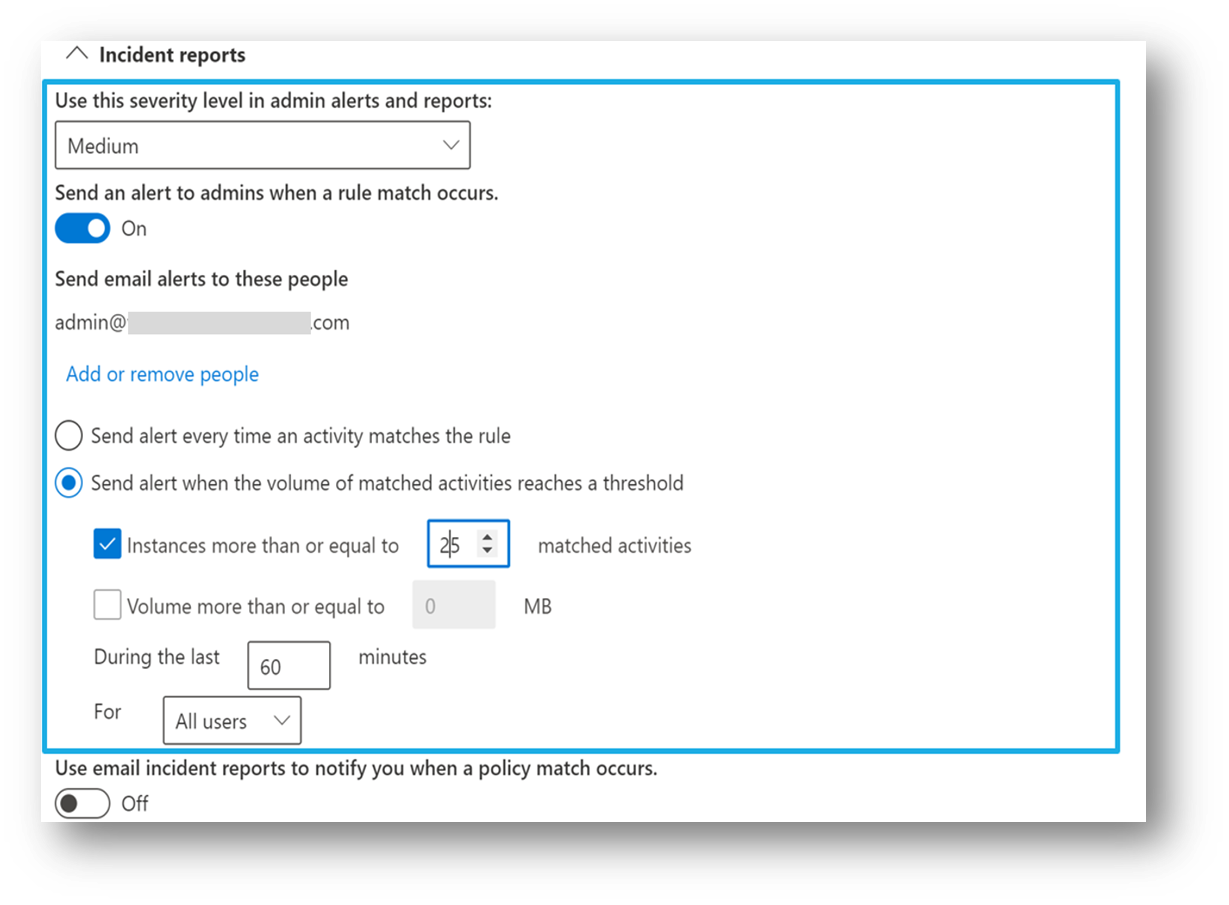 Incident reports
Use this severity level in admin alerts and reports:
Medium
Send an alert to admins when a rule match occurs.
On
Send email alerts to these people
admin@ .com
Add or remove people
Send alert every time an activity matches the rule
Send alert when the volume of matched activities reaches a threshold
Instances more than or equal to 25 matched activities
Volume more than or equal to 0 MB
During the last 60 minutes
For All users
Use email incident reports to notify you when a policy match occurs.
Off